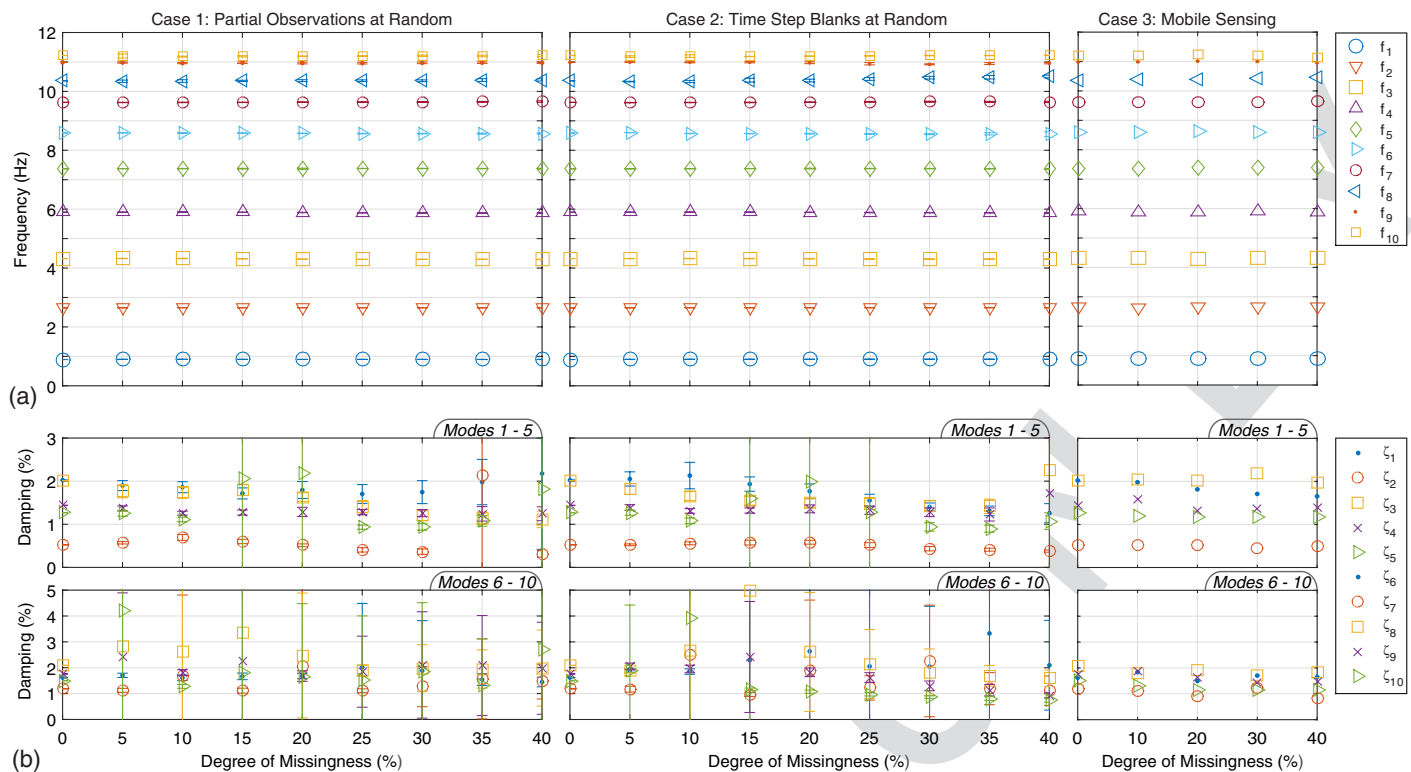 Case 1: Partial Observations at Random
Case 2: Time Step Blanks at Random
Case 3: Mobile Sensing
12
10
8
6
4
2
0
Frequency (Hz)
f1
f2
f3
f4
f5
f6
f7
f8
f9
f10
(a)
Modes 1 - 5
Modes 1 - 5
Modes 1 - 5
3
2
1
0
Damping (%)
Modes 6 - 10
Modes 6 - 10
Modes 6 - 10
5
4
3
2
1
0
Damping (%)
ζ1
ζ2
ζ3
ζ4
ζ5
ζ6
ζ7
ζ8
ζ9
ζ10
0 5 10 15 20 25 30 35 40
0 5 10 15 20 25 30 35 40
0 10 20 30 40
(b)
Degree of Missingness (%)
Degree of Missingness (%)
Degree of Missingness (%)